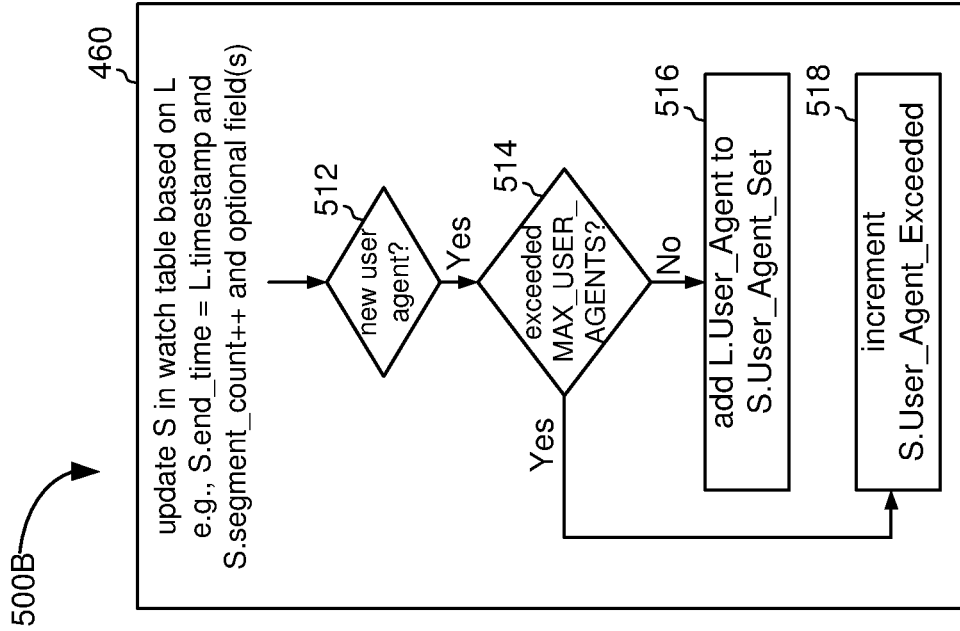 500B
460
update S in watch table based on L
e.g., S.end_time = L.timestamp and
S.segment_count++ and optional field(s)
512
new user
agent?
Yes
514
exceeded
MAX_USER_
AGENTS?
Yes
No
516
add L.User_Agent to
S.User_Agent_Set
518
increment
S.User_Agent_Exceeded